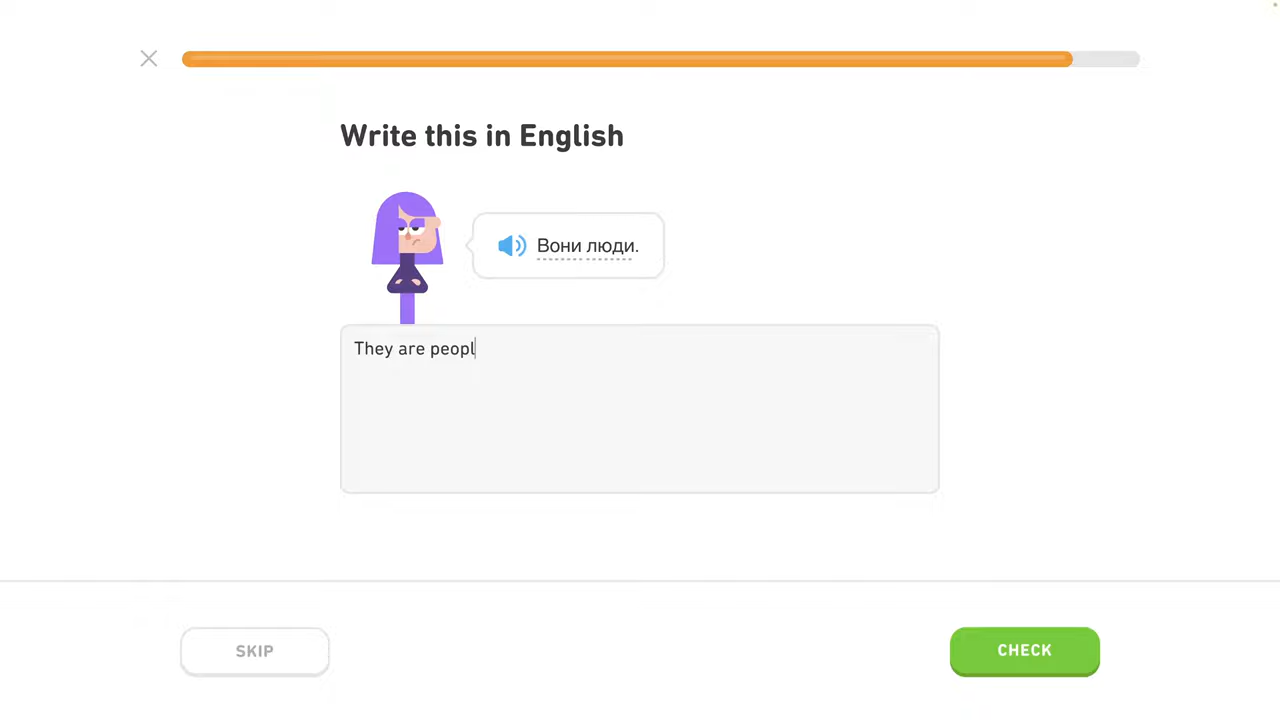 Write this in English
Вони люди.
They are peopl
SKIP
CHECK